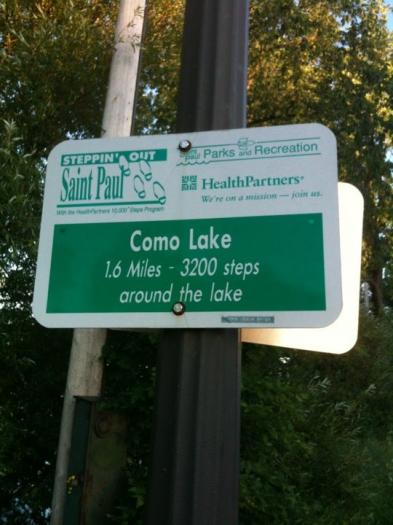 STEPPIN' OUT
Saint Paul
With the HealthPartners 10,000 Steps Program
Saint Paul Parks and Recreation
HealthPartners
We're on a mission — join us.
Como Lake
1.6 Miles - 3200 steps
around the lake